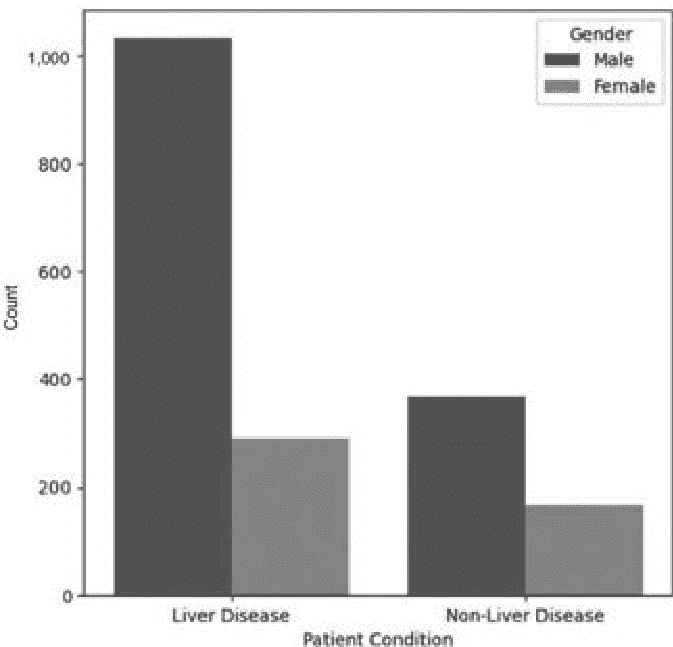 Gender
Male
Female
1,000
800
600
400
200
0
Count
Liver Disease
Non-Liver Disease
Patient Condition